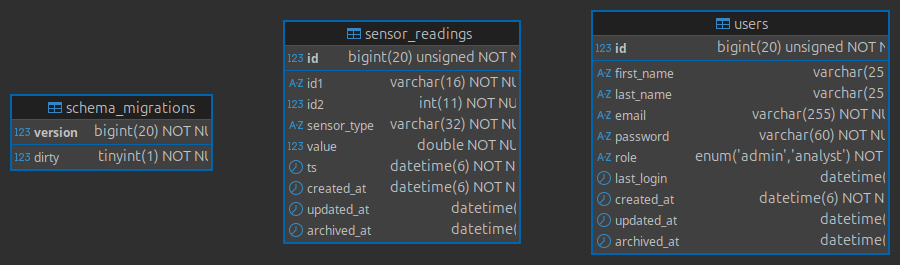 schema_migrations
123 version bigint(20) NOT NU
123 dirty tinyint(1) NOT NU
sensor_readings
123 id bigint(20) unsigned NOT N
A-Z id1 varchar(16) NOT NU
123 id2 int(11) NOT NU
A-Z sensor_type varchar(32) NOT NU
123 value double NOT NU
ts datetime(6) NOT N
created_at datetime(6) NOT N
updated_at datetime(
archived_at datetime(
users
123 id bigint(20) unsigned NOT N
A-Z first_name varchar(25
A-Z last_name varchar(25
A-Z email varchar(255) NOT N
A-Z password varchar(60) NOT N
A-Z role enum('admin','analyst') NOT
last_login datetime(
created_at datetime(6) NOT N
updated_at datetime(
archived_at datetime(